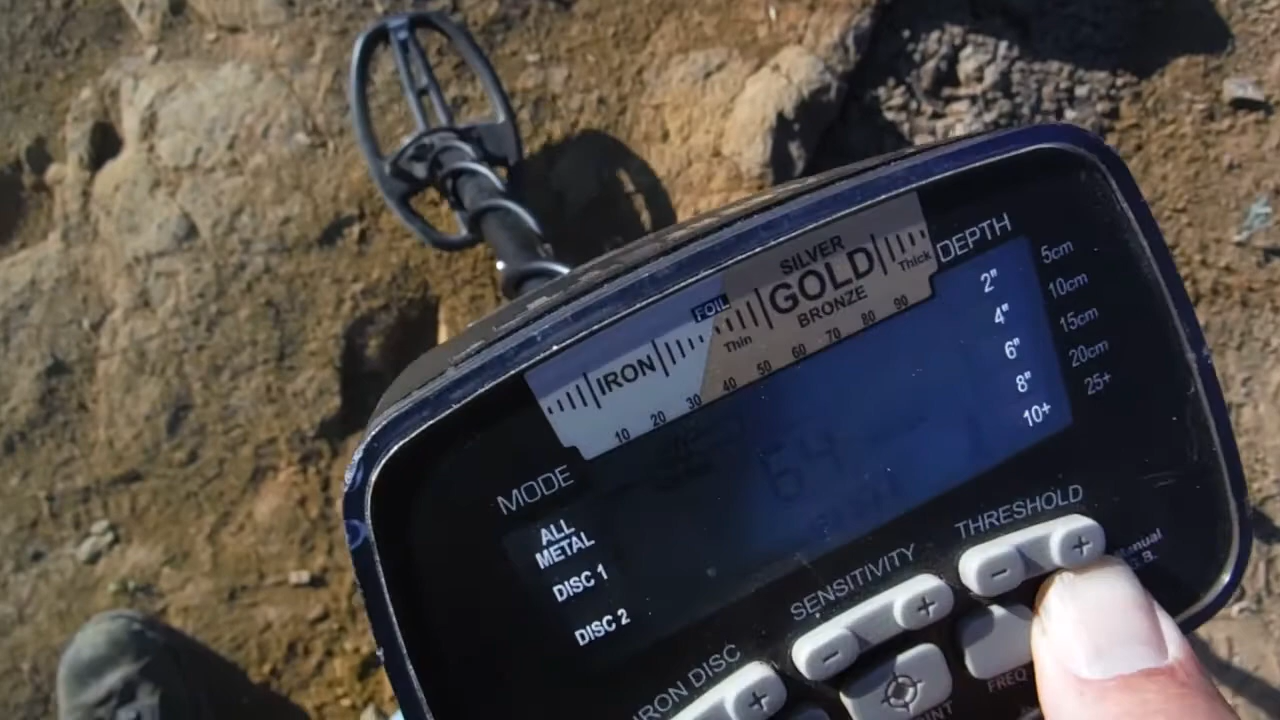 SILVER
GOLD
BRONZE
Thick
FOIL
Thin
IRON
10 20 30 40 50 60 70 80 90
DEPTH
2" 5cm
4" 10cm
6" 15cm
8" 20cm
10+ 25+
64
MODE
ALL
METAL
DISC 1
DISC 2
THRESHOLD
- +
SENSITIVITY
- +
IRON DISC
+
FREQ